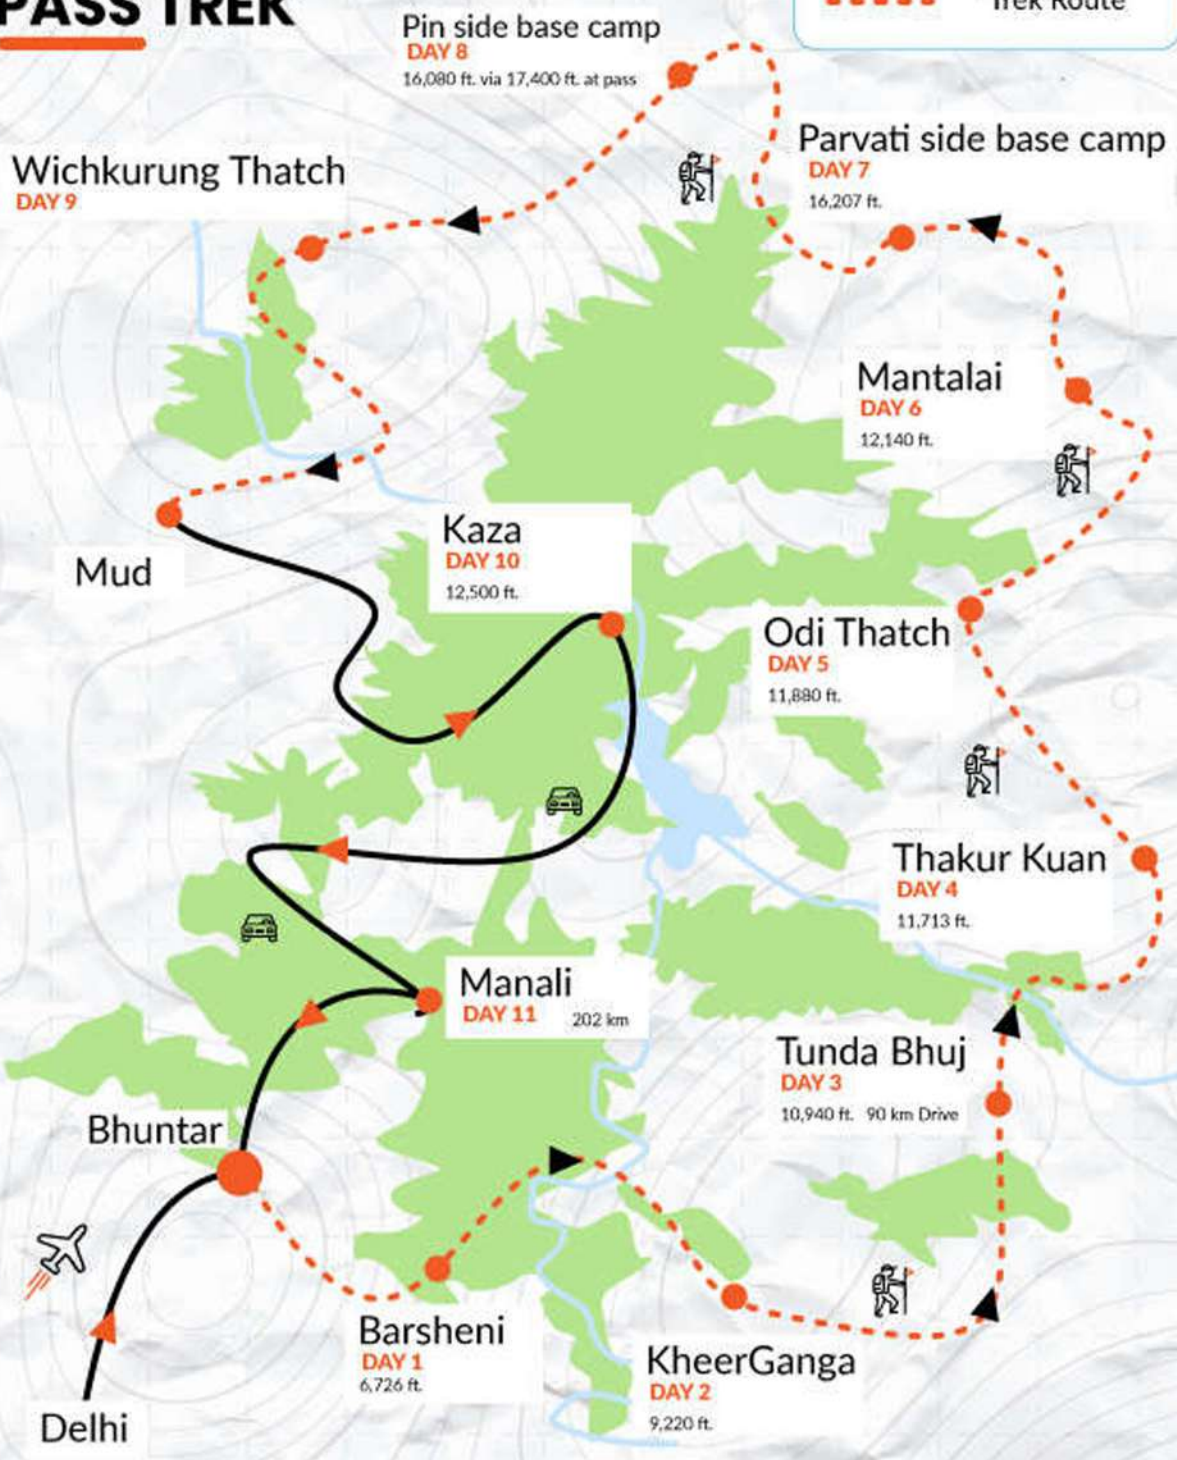 PASS TREK
Trek Route
Pin side base camp
DAY 8
16,080 ft. via 17,400 ft. at pass
Parvati side base camp
DAY 7
16,207 ft.
Wichkurung Thatch
DAY 9
Mantalai
DAY 6
12,140 ft.
Kaza
DAY 10
12,500 ft.
Mud
Odi Thatch
DAY 5
11,880 ft.
Thakur Kuan
DAY 4
11,713 ft.
Manali
DAY 11 202 km
Tunda Bhuj
DAY 3
10,940 ft. 90 km Drive
Bhuntar
Barsheni
DAY 1
6,726 ft.
KheerGanga
DAY 2
9,220 ft.
Delhi